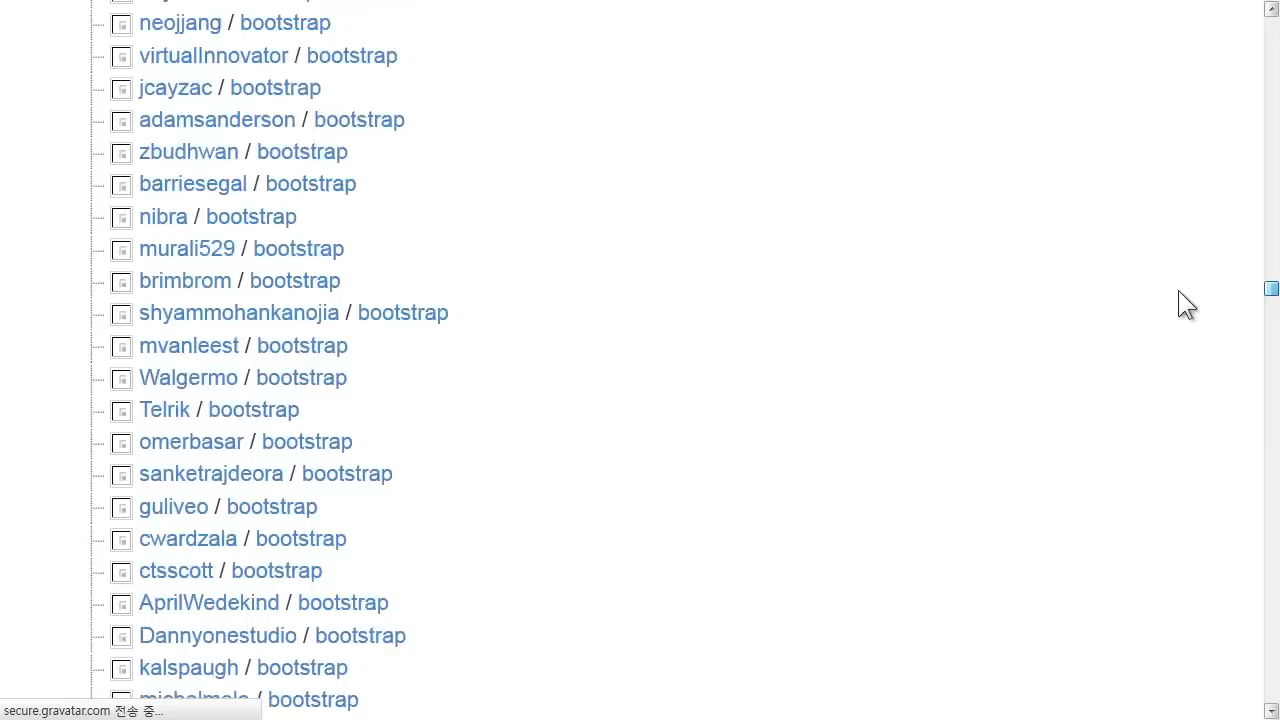 neojjang / bootstrap
virtualInnovator / bootstrap
jcayzac / bootstrap
adamsanderson / bootstrap
zbudhwan / bootstrap
barriesegal / bootstrap
nibra / bootstrap
murali529 / bootstrap
brimbrom / bootstrap
shyammohankanojia / bootstrap
mvanleest / bootstrap
Walgermo / bootstrap
Telrik / bootstrap
omerbasar / bootstrap
sanketrajdeora / bootstrap
guliveo / bootstrap
cwardzala / bootstrap
ctsscott / bootstrap
AprilWedekind / bootstrap
Dannyonestudio / bootstrap
kalspaugh / bootstrap
/ bootstrap
secure.gravatar.com 전송 중...